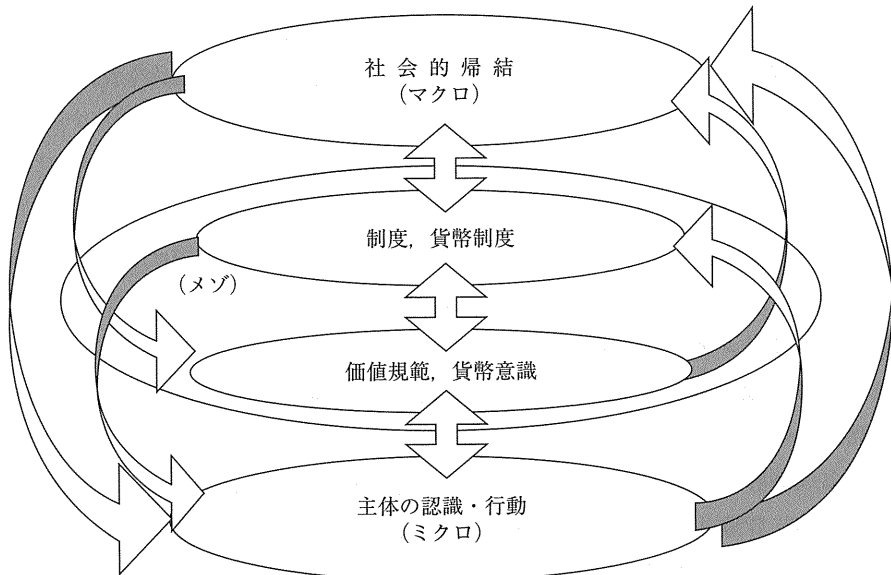 社会的帰結
(マクロ)
制度，貨幣制度
(メゾ)
価値規範，貨幣意識
主体の認識・行動
(ミクロ)